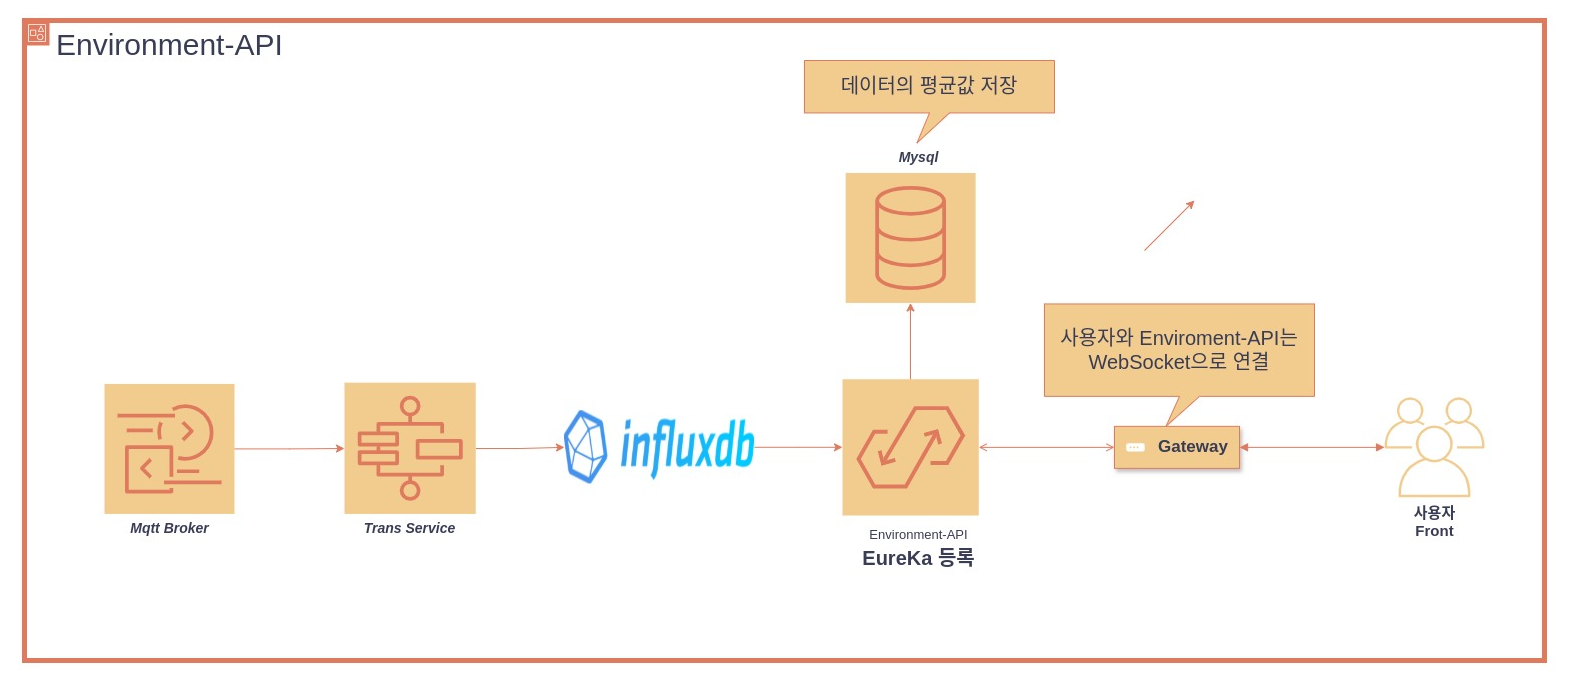 Environment-API
데이터의 평균값 저장
Mysql
사용자와 Enviroment-API는
WebSocket으로 연결
Mqtt Broker
Trans Service
influxdb
Environment-API
EureKa 등록
Gateway
사용자
Front